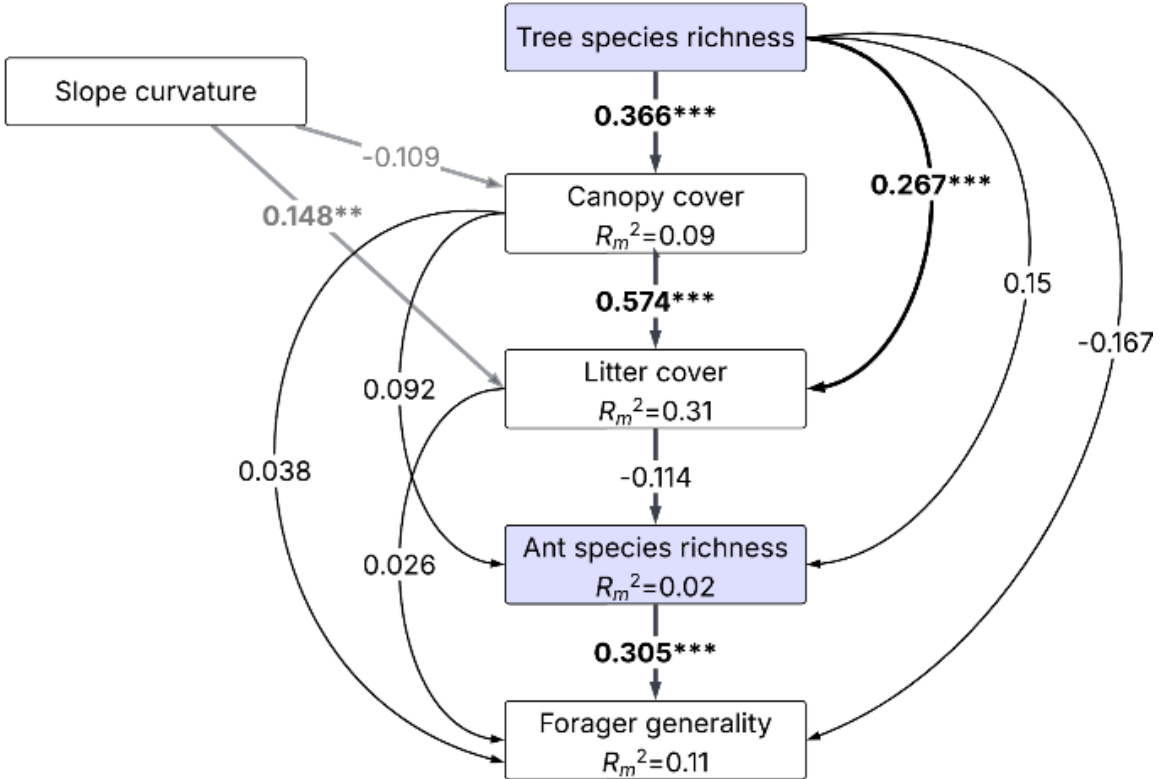 Tree species richness
Slope curvature
0.366***
-0.109
0.267***
Canopy cover
0.148**
Rₘ²=0.09
0.15
0.574***
-0.167
Litter cover
0.092
Rₘ²=0.31
0.038
-0.114
Ant species richness
0.026
Rₘ²=0.02
0.305***
Forager generality
Rₘ²=0.11